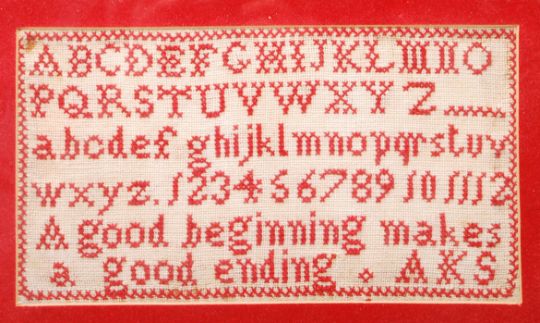 ABCDEFGHIJKLMNO
PQRSTUVWXYZ
abcdef ghijklmnopqrstuv
wxyz.123456789 10 11 12
A good beginning makes
a good ending. AKS